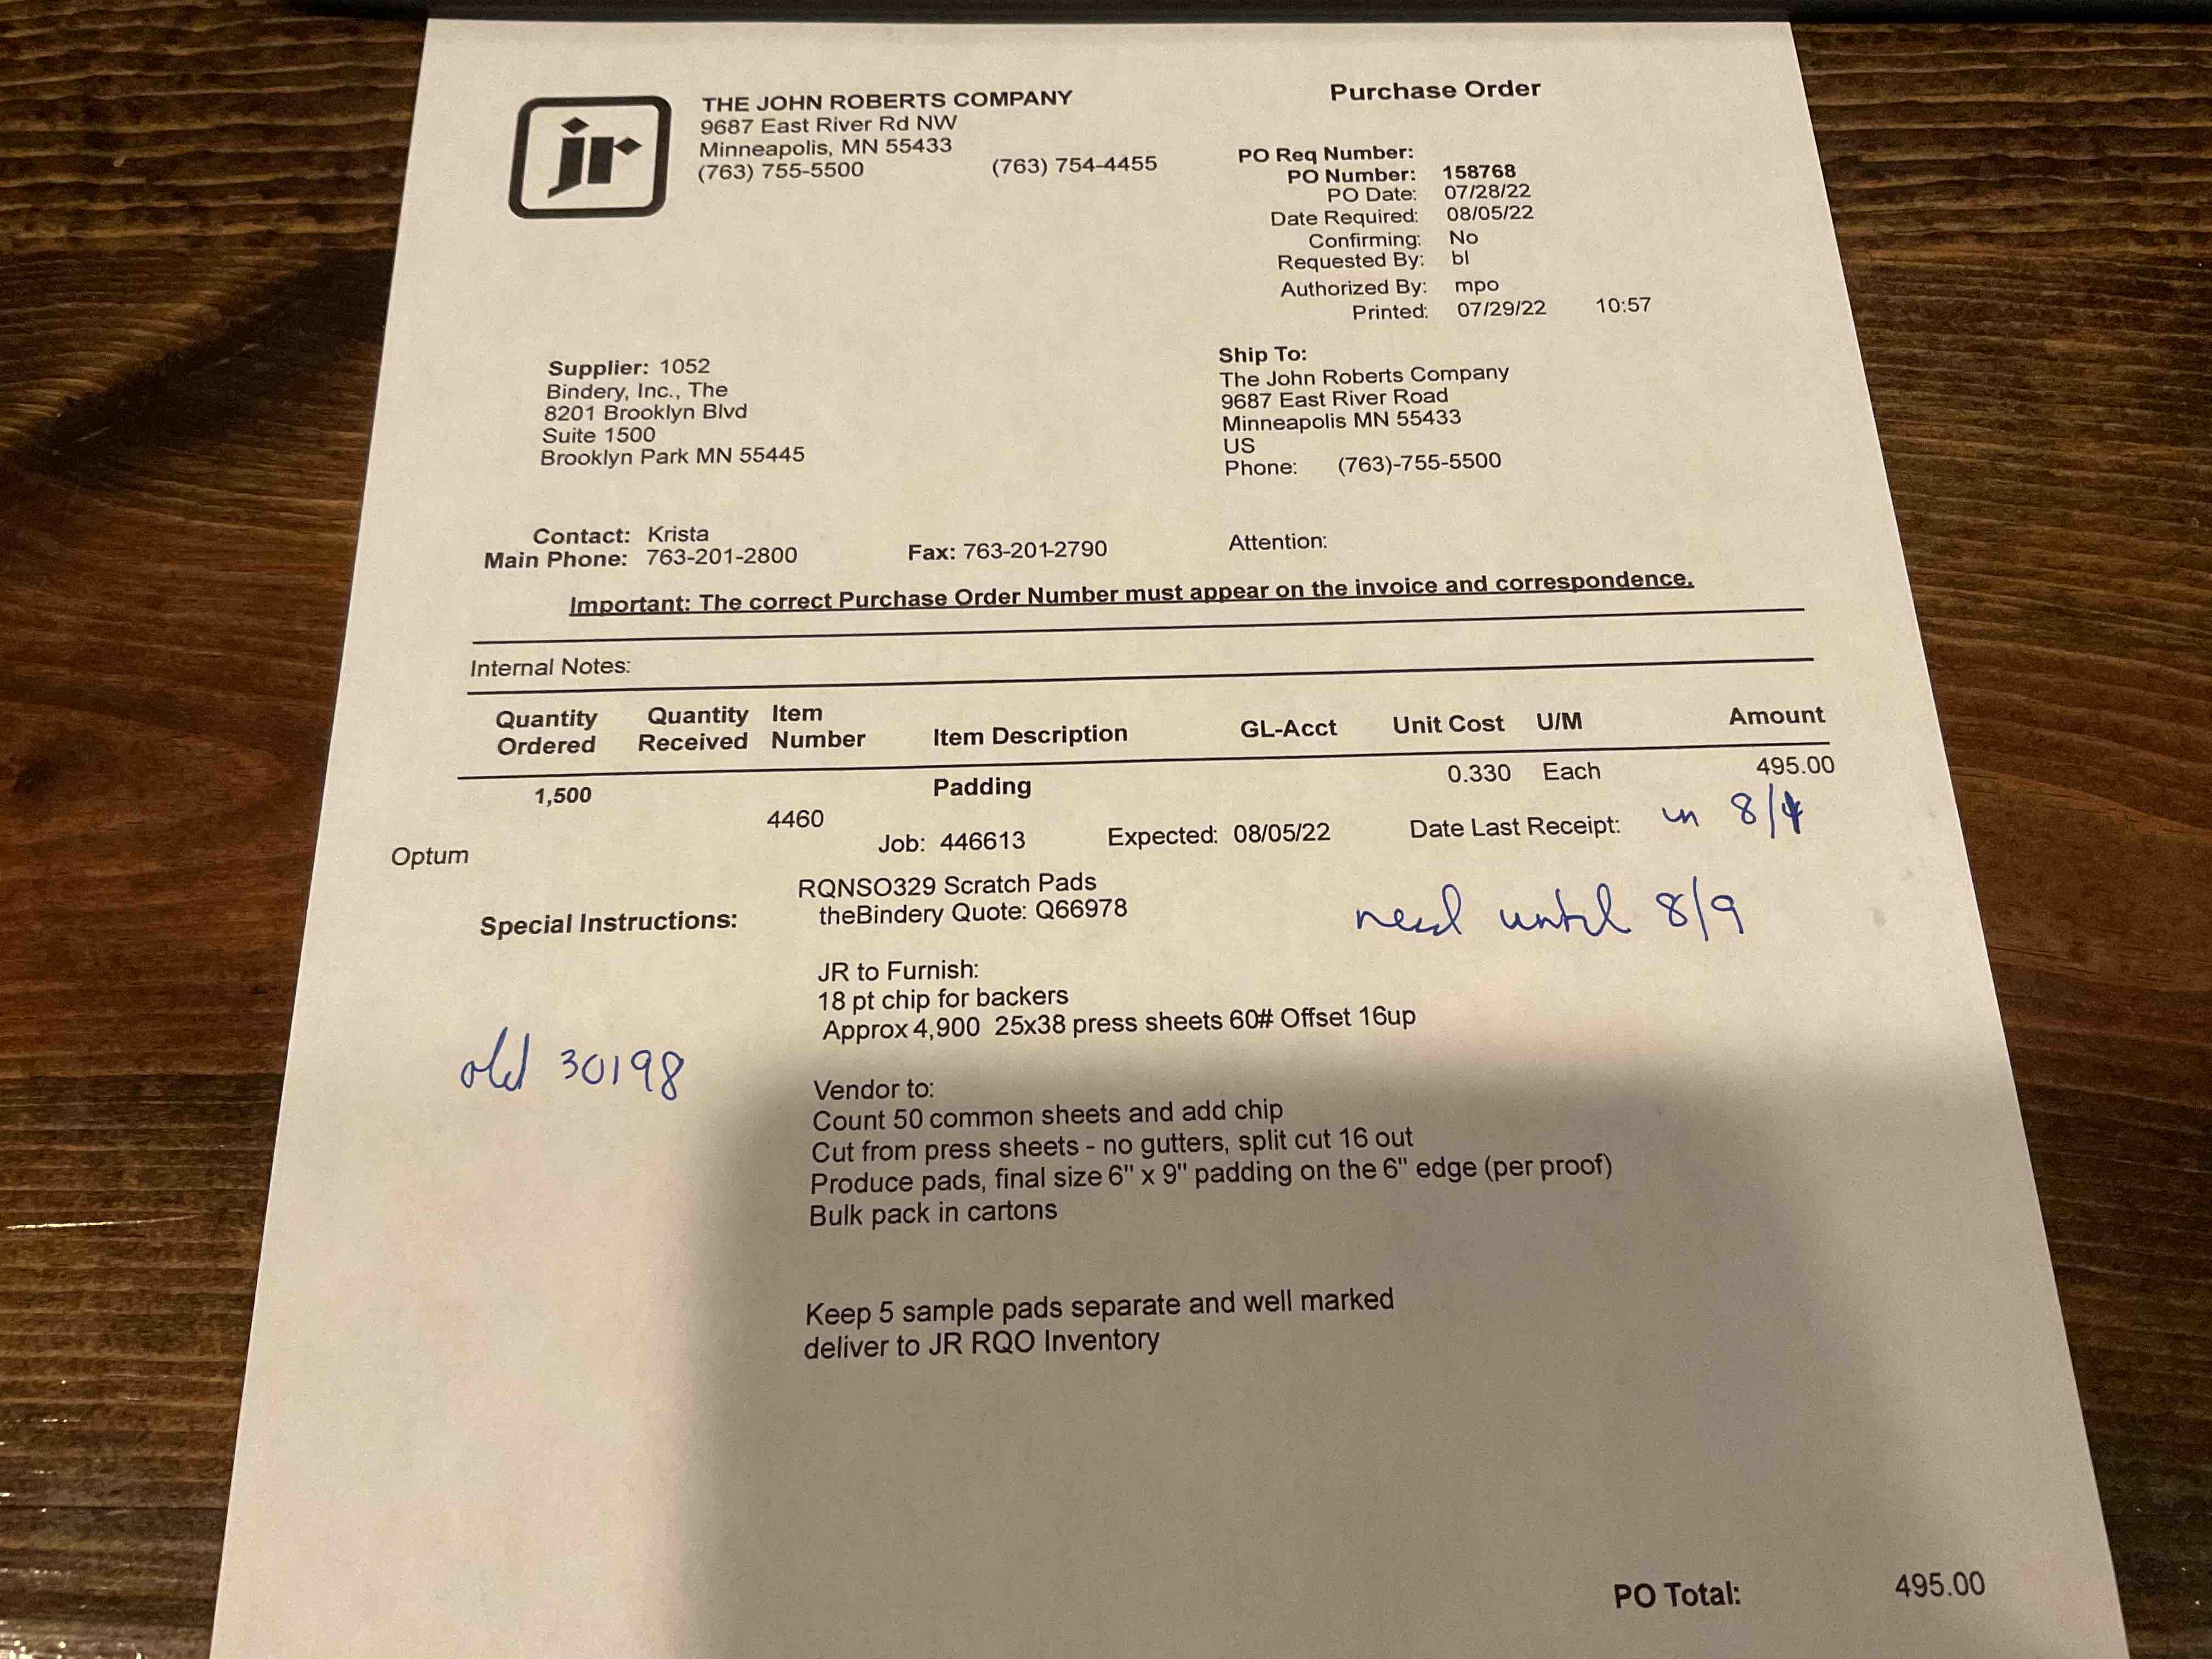 jr
THE JOHN ROBERTS COMPANY
9687 East River Rd NW
Minneapolis, MN 55433
(763) 755-5500 (763) 754-4455
Purchase Order
PO Req Number:
PO Number: 158768
PO Date: 07/28/22
Date Required: 08/05/22
Confirming: No
Requested By: bl
Authorized By: mpo
Printed: 07/29/22 10:57
Supplier: 1052
Bindery, Inc., The
8201 Brooklyn Blvd
Suite 1500
Brooklyn Park MN 55445
Ship To:
The John Roberts Company
9687 East River Road
Minneapolis MN 55433
US
Phone: (763)-755-5500
Contact: Krista
Main Phone: 763-201-2800 Fax: 763-201-2790
Attention:
Important: The correct Purchase Order Number must appear on the invoice and correspondence.
Internal Notes:
Quantity Ordered Quantity Received Item Number Item Description GL-Acct Unit Cost U/M Amount
1,500 Padding 0.330 Each 495.00
4460
Job: 446613 Expected: 08/05/22 Date Last Receipt: in 8/4
Optum
RQNSO329 Scratch Pads
Special Instructions: theBindery Quote: Q66978
need until 8/9
JR to Furnish:
18 pt chip for backers
Approx 4,900 25x38 press sheets 60# Offset 16up
old 30198
Vendor to:
Count 50 common sheets and add chip
Cut from press sheets - no gutters, split cut 16 out
Produce pads, final size 6" x 9" padding on the 6" edge (per proof)
Bulk pack in cartons
Keep 5 sample pads separate and well marked
deliver to JR RQO Inventory
PO Total: 495.00